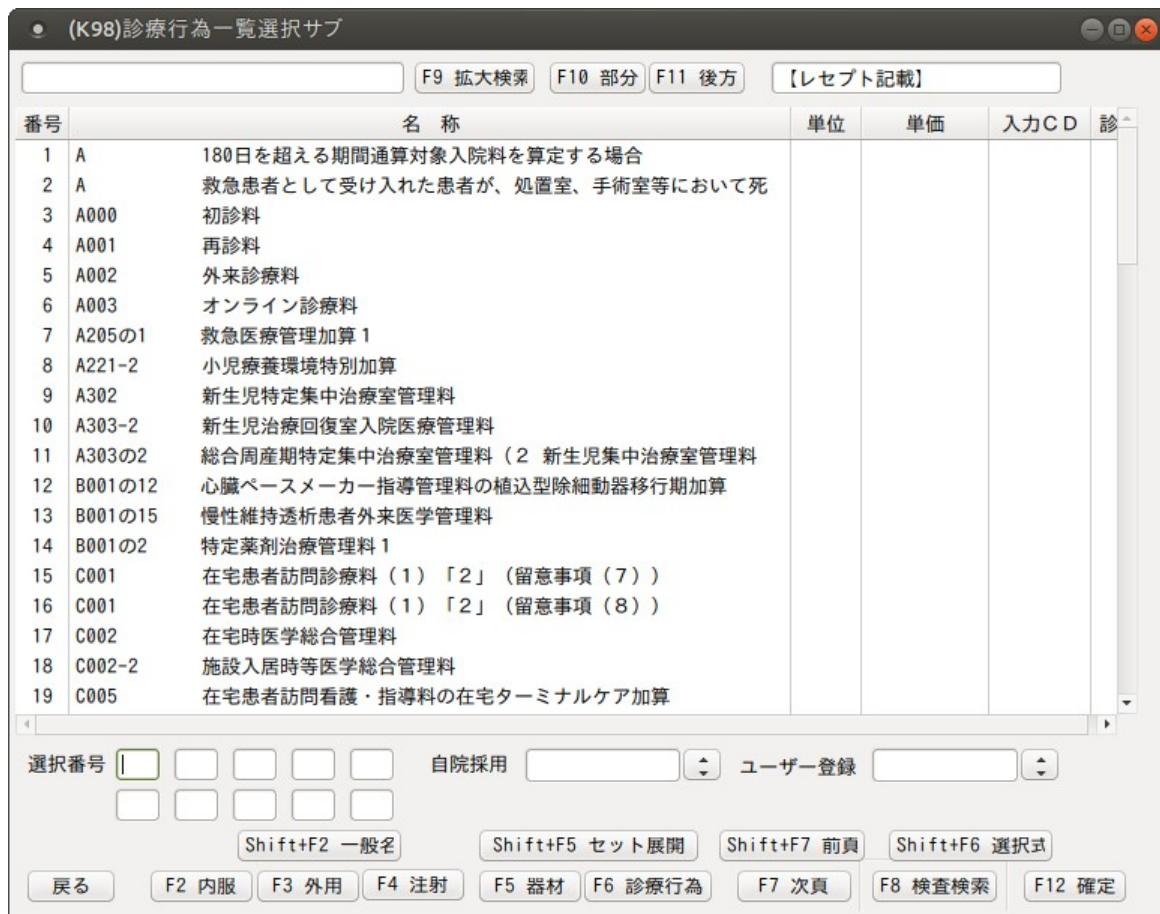 (K98)診療行為一覧選択サブ
F9 拡大検索 F10 部分 F11 後方 【レセプト記載】
番号 名 称 単位 単価 入力CD 診
1 A 180日を超える期間通算対象入院料を算定する場合
2 A 救急患者として受け入れた患者が、処置室、手術室等において死
3 A000 初診料
4 A001 再診料
5 A002 外来診療料
6 A003 オンライン診療料
7 A205の1 救急医療管理加算1
8 A221-2 小児療養環境特別加算
9 A302 新生児特定集中治療室管理料
10 A303-2 新生児治療回復室入院医療管理料
11 A303の2 総合周産期特定集中治療室管理料(2 新生児集中治療室管理料
12 B001の12 心臓ペースメーカー指導管理料の植込型除細動器移行期加算
13 B001の15 慢性維持透析患者外来医学管理料
14 B001の2 特定薬剤治療管理料1
15 C001 在宅患者訪問診療料(1)「2」(留意事項(7))
16 C001 在宅患者訪問診療料(1)「2」(留意事項(8))
17 C002 在宅時医学総合管理料
18 C002-2 施設入居時等医学総合管理料
19 C005 在宅患者訪問看護・指導料の在宅ターミナルケア加算
選択番号 自院採用 ユーザー登録
Shift+F2 一般名 Shift+F5 セット展開 Shift+F7 前頁 Shift+F6 選択式
戻る F2 内服 F3 外用 F4 注射 F5 器材 F6 診療行為 F7 次頁 F8 検査検索 F12 確定